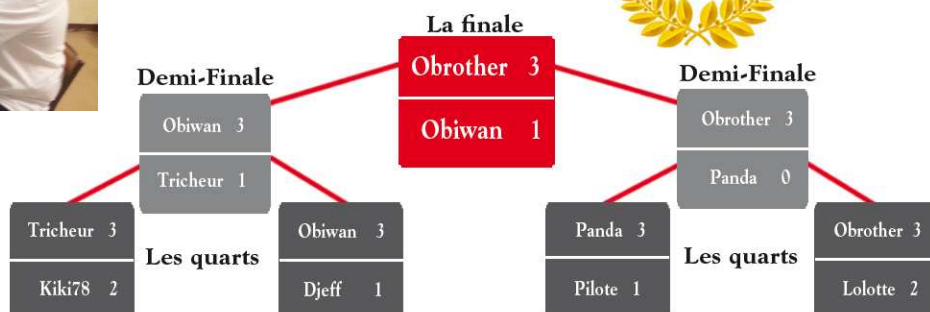 La finale
Obrother 3
Obiwan 1
Demi-Finale
Obiwan 3
Tricheur 1
Demi-Finale
Obrother 3
Panda 0
Les quarts
Tricheur 3
Kiki78 2
Obiwan 3
Djeff 1
Les quarts
Panda 3
Pilote 1
Obrother 3
Lolotte 2